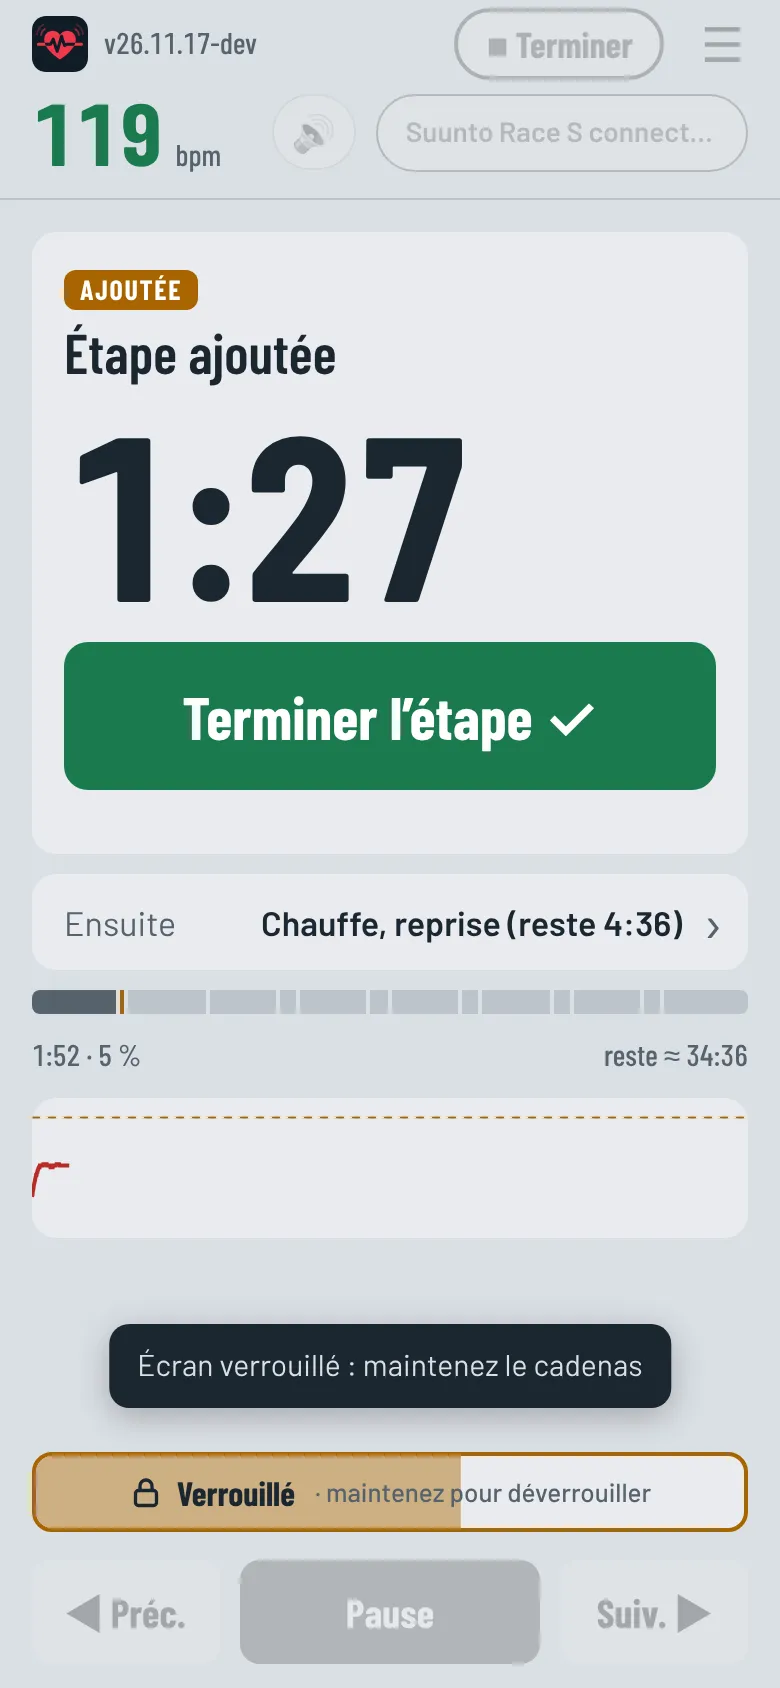 v26.11.17-dev
■ Terminer
119 bpm
Suunto Race S connect...
AJOUTÉE
Étape ajoutée
1:27
Terminer l’étape ✓
Ensuite
Chauffe, reprise (reste 4:36) ›
1:52 · 5 %
reste ≈ 34:36
Écran verrouillé : maintenez le cadenas
Verrouillé · maintenez pour déverrouiller
◀ Préc.
Pause
Suiv. ▶